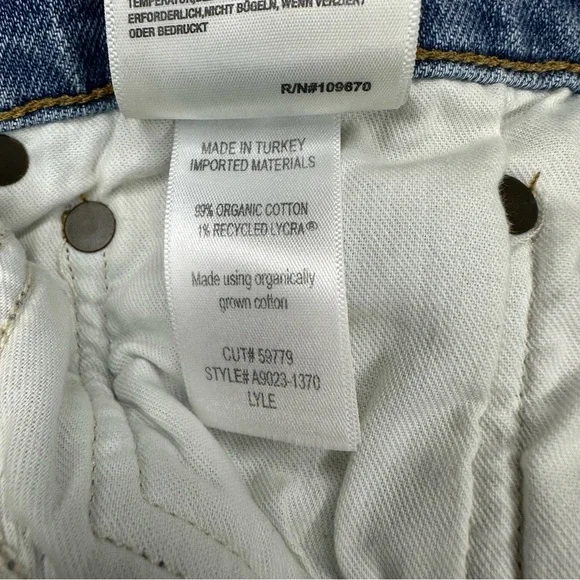 ERFORDERLICH,NICHT BÜGELN, WENN VERZIERT
ODER BEDRUCKT
R/N#109670
MADE IN TURKEY
IMPORTED MATERIALS
99% ORGANIC COTTON
1% RECYCLED LYCRA®
Made using organically
grown cotton
CUT# 59779
STYLE# A9023-1370
LYLE